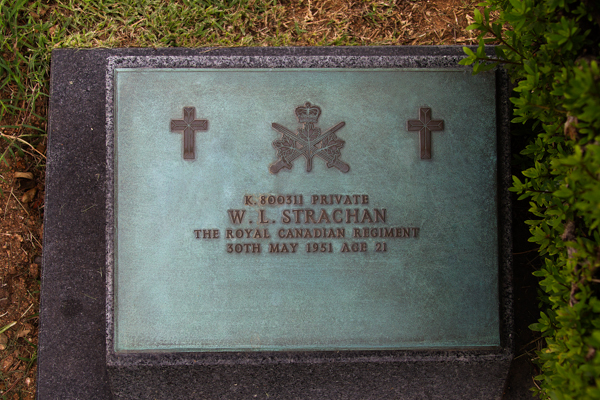 K.800311 PRIVATE
W. L. STRACHAN
THE ROYAL CANADIAN REGIMENT
30TH MAY 1951 AGE 21